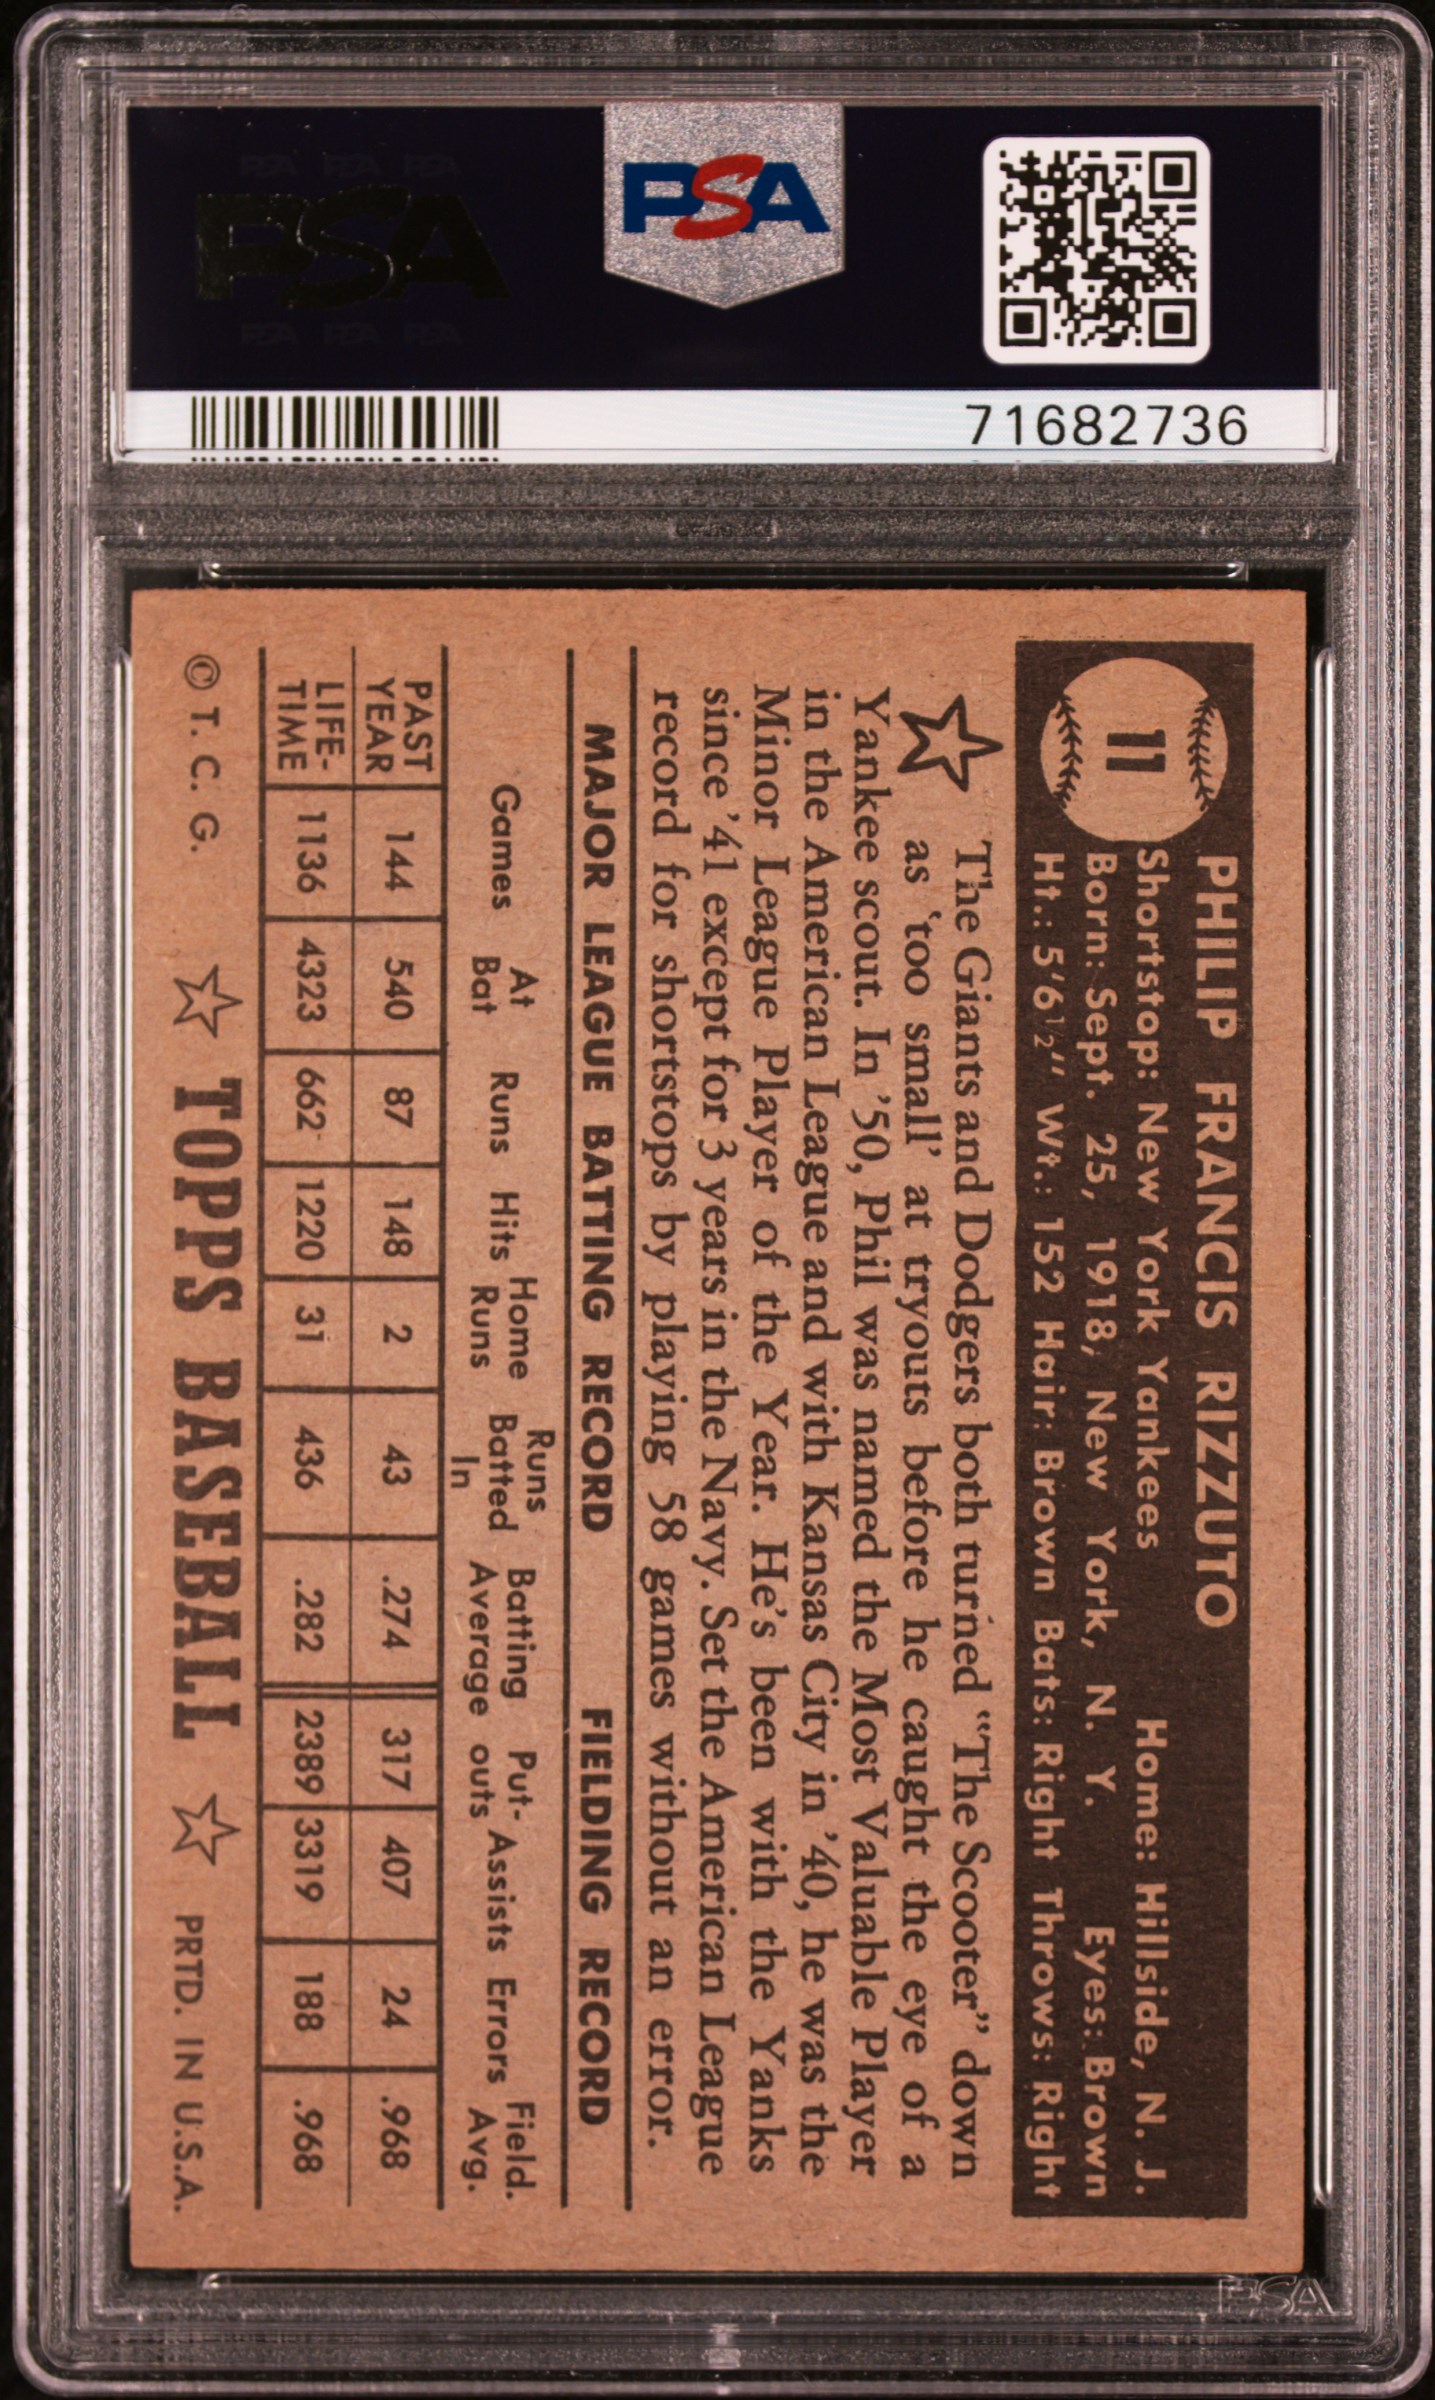 PSA PSA PSA
PSA
PSA PSA PSA
PSA
71682736
11
PHILIP FRANCIS RIZZUTO
Shortstop: New York Yankees Home: Hillside, N. J.
Born: Sept. 25, 1918, New York, N. Y. Eyes: Brown
Ht.: 5'6½" Wt.: 152 Hair: Brown Bats: Right Throws: Right
The Giants and Dodgers both turned "The Scooter" down
as 'too small' at tryouts before he caught the eye of a
Yankee scout. In '50, Phil was named the Most Valuable Player
in the American League and with Kansas City in '40, he was the
Minor League Player of the Year. He's been with the Yanks
since '41 except for 3 years in the Navy. Set the American League
record for shortstops by playing 58 games without an error.
MAJOR LEAGUE BATTING RECORD FIELDING RECORD
Games At Bat Runs Hits Home Runs Runs Batted In Batting Average Put-outs Assists Errors Field. Avg.
PAST YEAR 144 540 87 148 2 43 .274 317 407 24 .968
LIFE-TIME 1136 4323 662 1220 31 436 .282 2389 3319 188 .968
© T. C. G. TOPPS BASEBALL PRTD. IN U.S.A.
PSA